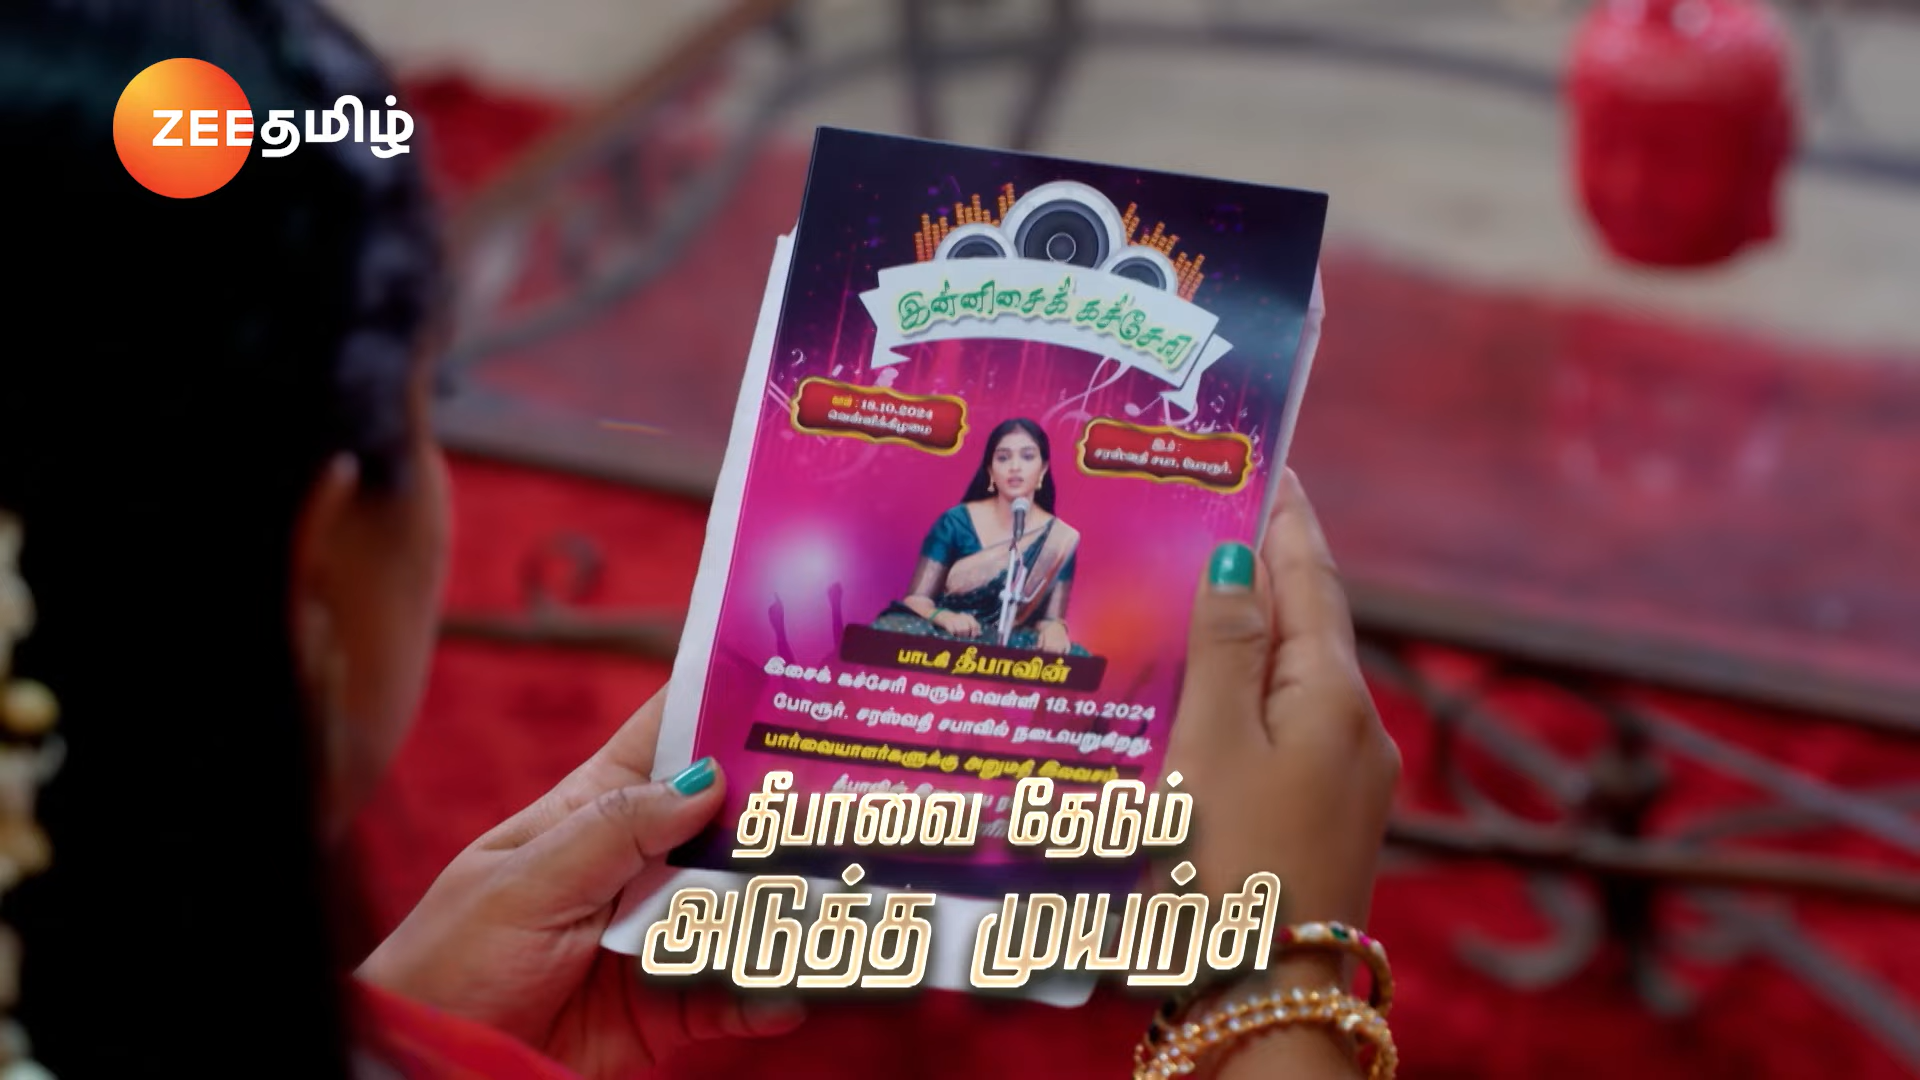 ZEEதமிழ்
இன்னிசைக் கச்சேரி
நாள் : 18.10.2024
வெள்ளிக்கிழமை
இடம் :
சரஸ்வதி சபா, போரூர்.
பாடகி தீபாவின்
இசைக் கச்சேரி வரும் வெள்ளி 18.10.2024
போரூர். சரஸ்வதி சபாவில் நடைபெறுகிறது.
பார்வையாளர்களுக்கு அனுமதி இலவசம்
தீபாவின்
தீபாவை தேடும்
அடுத்த முயற்சி